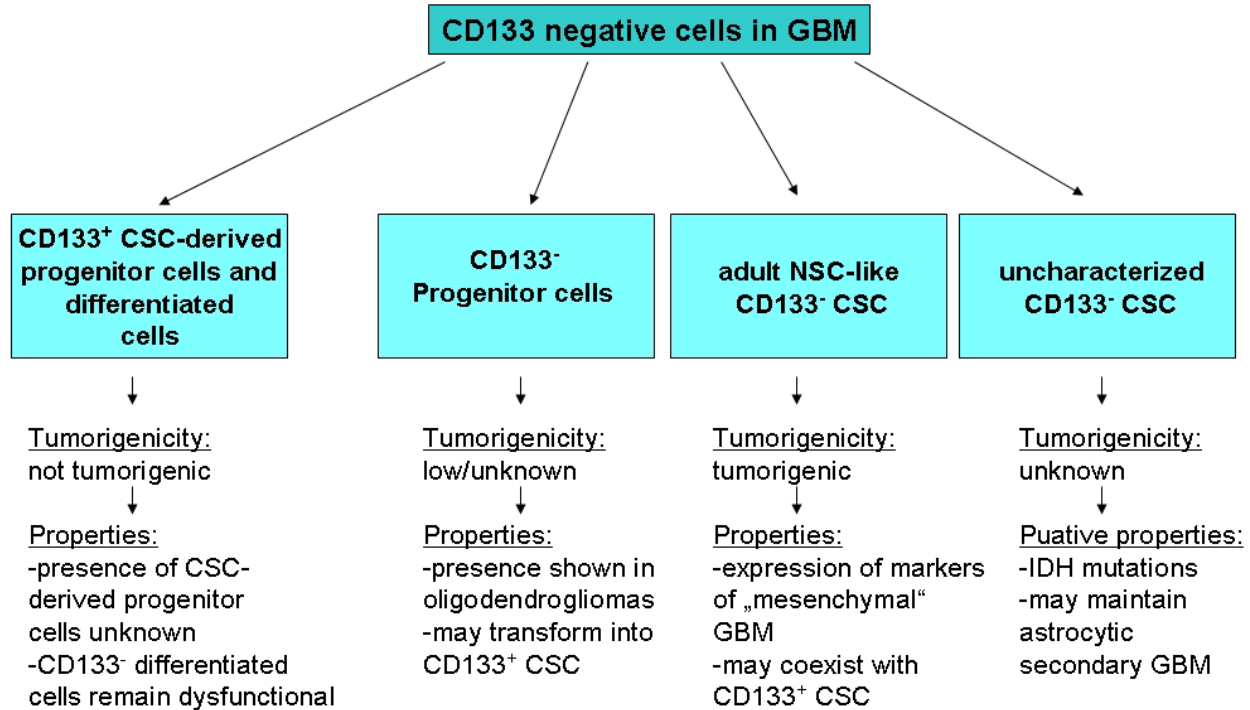 CD133 negative cells in GBM
CD133⁺ CSC-derived
progenitor cells and
differentiated
cells
CD133⁻
Progenitor cells
adult NSC-like
CD133⁻ CSC
uncharacterized
CD133⁻ CSC
Tumorigenicity:
not tumorigenic
Properties:
-presence of CSC-
derived progenitor
cells unknown
-CD133⁻ differentiated
cells remain dysfunctional
Tumorigenicity:
low/unknown
Properties:
-presence shown in
oligodendrogliomas
-may transform into
CD133⁺ CSC
Tumorigenicity:
tumorigenic
Properties:
-expression of markers
of „mesenchymal“
GBM
-may coexist with
CD133⁺ CSC
Tumorigenicity:
unknown
Puative properties:
-IDH mutations
-may maintain
astrocytic
secondary GBM